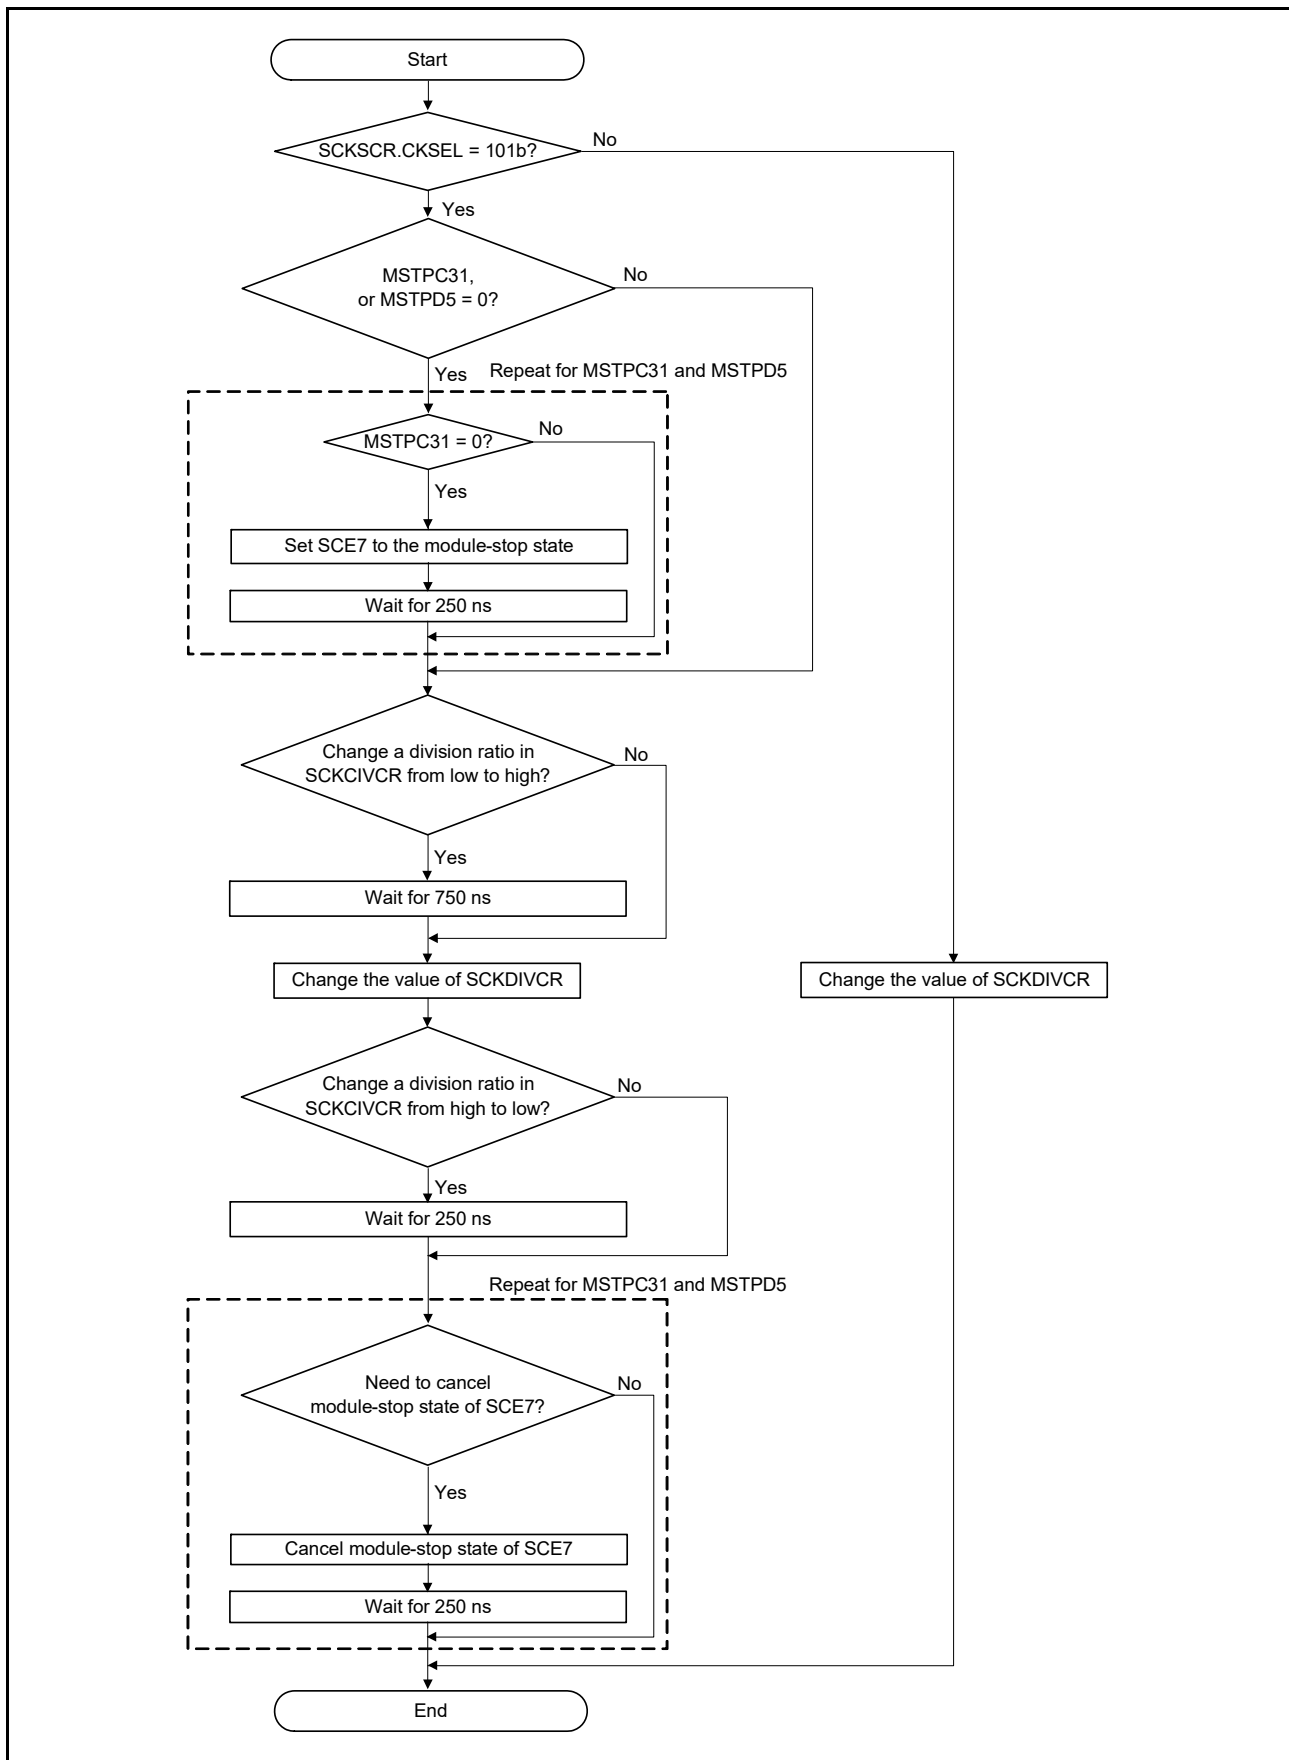 Start
SCKSCR.CKSEL = 101b?
No
Yes
MSTPC31,
or MSTPD5 = 0?
No
Yes
Repeat for MSTPC31 and MSTPD5
MSTPC31 = 0?
No
Yes
Set SCE7 to the module-stop state
Wait for 250 ns
Change a division ratio in
SCKCIVCR from low to high?
No
Yes
Wait for 750 ns
Change the value of SCKDIVCR
Change the value of SCKDIVCR
Change a division ratio in
SCKCIVCR from high to low?
No
Yes
Wait for 250 ns
Repeat for MSTPC31 and MSTPD5
Need to cancel
module-stop state of SCE7?
No
Yes
Cancel module-stop state of SCE7
Wait for 250 ns
End